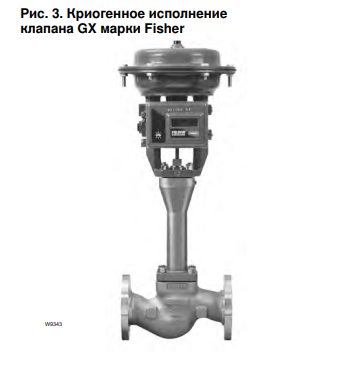 Рис. 3. Криогенное исполнение
клапана GX марки Fisher
W9343